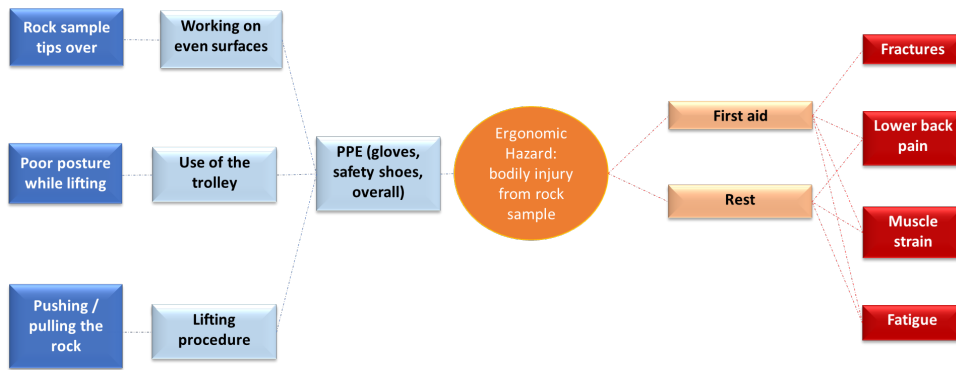 Rock sample
tips over
Working on
even surfaces
Poor posture
while lifting
Use of the
trolley
Pushing /
pulling the
rock
Lifting
procedure
PPE (gloves,
safety shoes,
overall)
Ergonomic
Hazard:
bodily injury
from rock
sample
First aid
Rest
Fractures
Lower back
pain
Muscle
strain
Fatigue